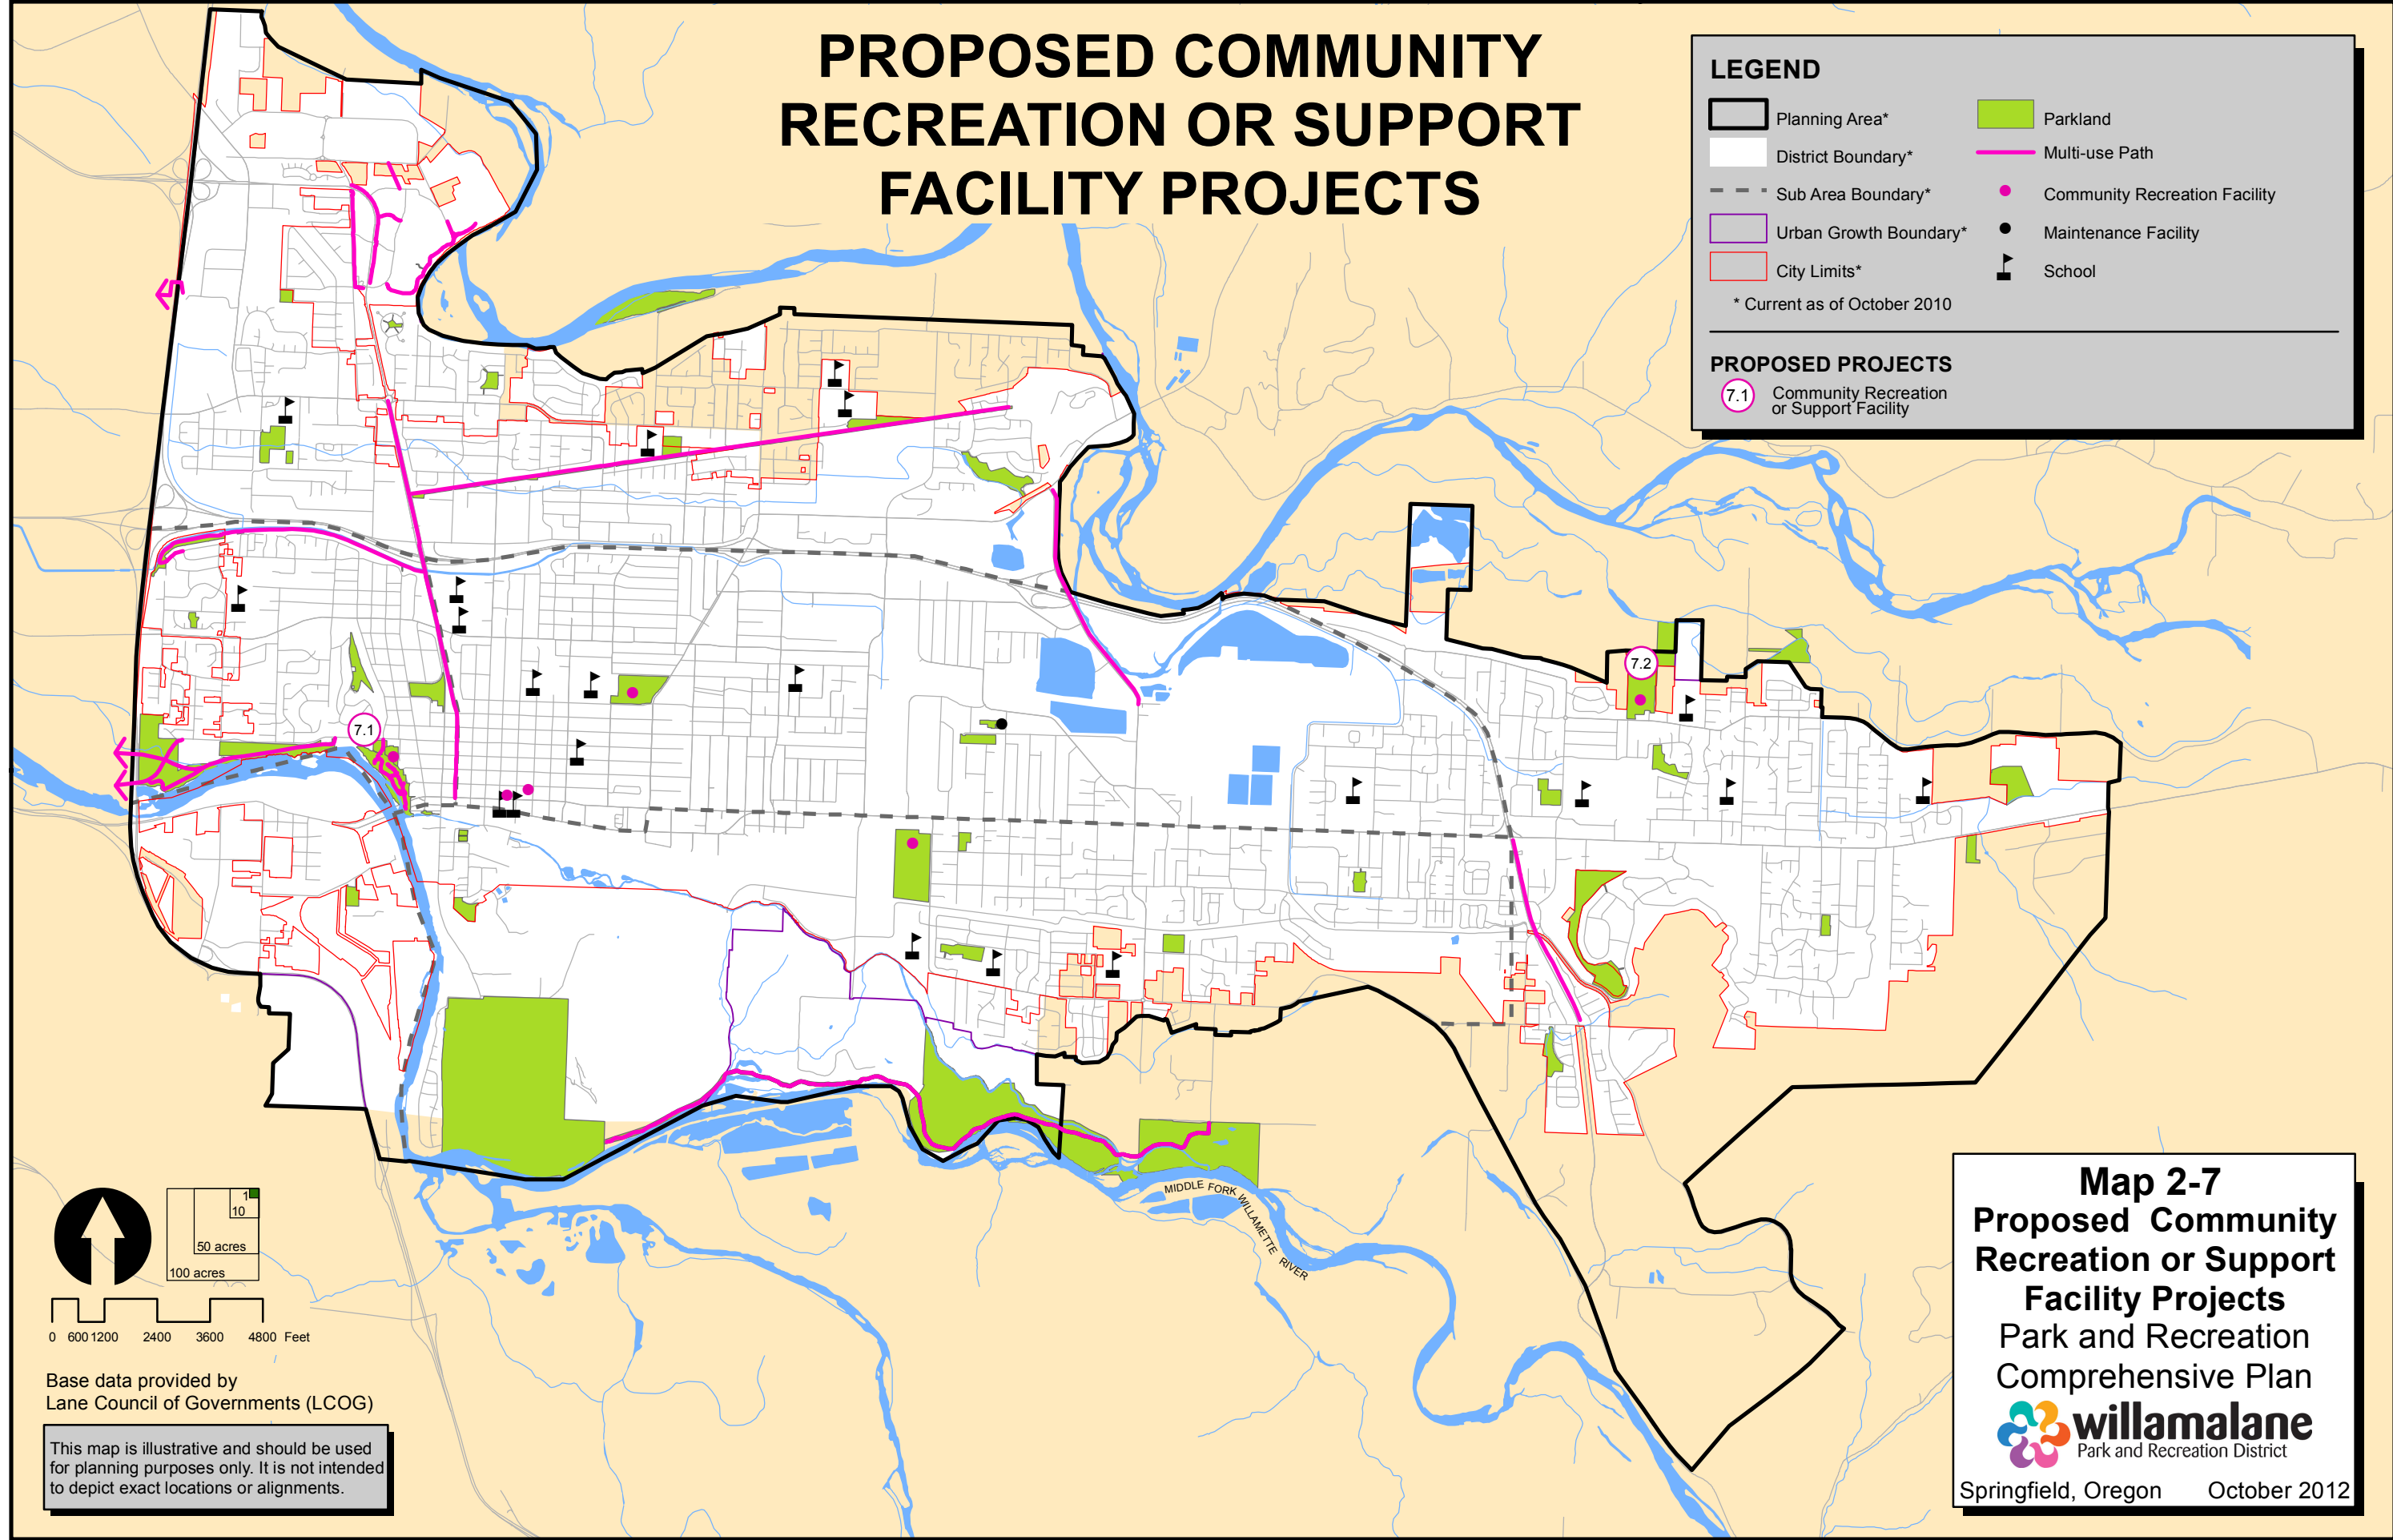 PROPOSED COMMUNITY
RECREATION OR SUPPORT
FACILITY PROJECTS
LEGEND
Planning Area*
District Boundary*
Sub Area Boundary*
Urban Growth Boundary*
City Limits*
Parkland
Multi-use Path
Community Recreation Facility
Maintenance Facility
School
* Current as of October 2010
PROPOSED PROJECTS
7.1
Community Recreation
or Support Facility
7.2
7.1
MIDDLE FORK WILLAMETTE RIVER
1
10
50 acres
100 acres
0 600 1200 2400 3600 4800 Feet
Base data provided by
Lane Council of Governments (LCOG)
This map is illustrative and should be used
for planning purposes only. It is not intended
to depict exact locations or alignments.
Map 2-7
Proposed Community
Recreation or Support
Facility Projects
Park and Recreation
Comprehensive Plan
willamalane
Park and Recreation District
Springfield, Oregon October 2012